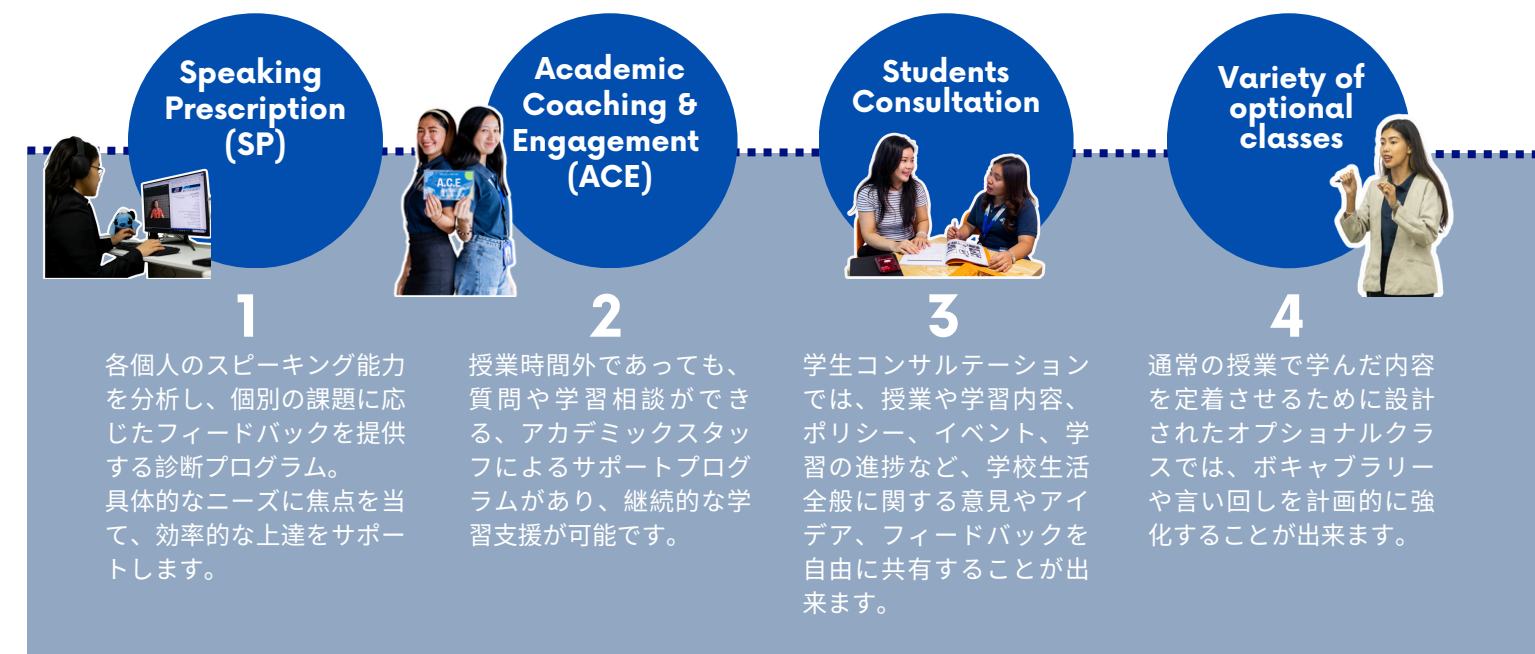 Speaking
Prescription
(SP)
1
各個人のスピーキング能力
を分析し、個別の課題に応
じたフィードバックを提供
する診断プログラム。
具体的なニーズに焦点を当
て、効率的な上達をサポー
トします。
Academic
Coaching &
Engagement
(ACE)
A.C.E
2
授業時間外であっても、
質問や学習相談ができ
る、アカデミックスタッ
フによるサポートプログ
ラムがあり、継続的な学
習支援が可能です。
Students
Consultation
3
学生コンサルテーション
では、授業や学習内容、
ポリシー、イベント、学
習の進捗など、学校生活
全般に関する意見やアイ
デア、フィードバックを
自由に共有することが出
来ます。
Variety of
optional
classes
4
通常の授業で学んだ内容
を定着させるために設計
されたオプショナルクラ
スでは、ボキャブラリー
や言い回しを計画的に強
化することが出来ます。